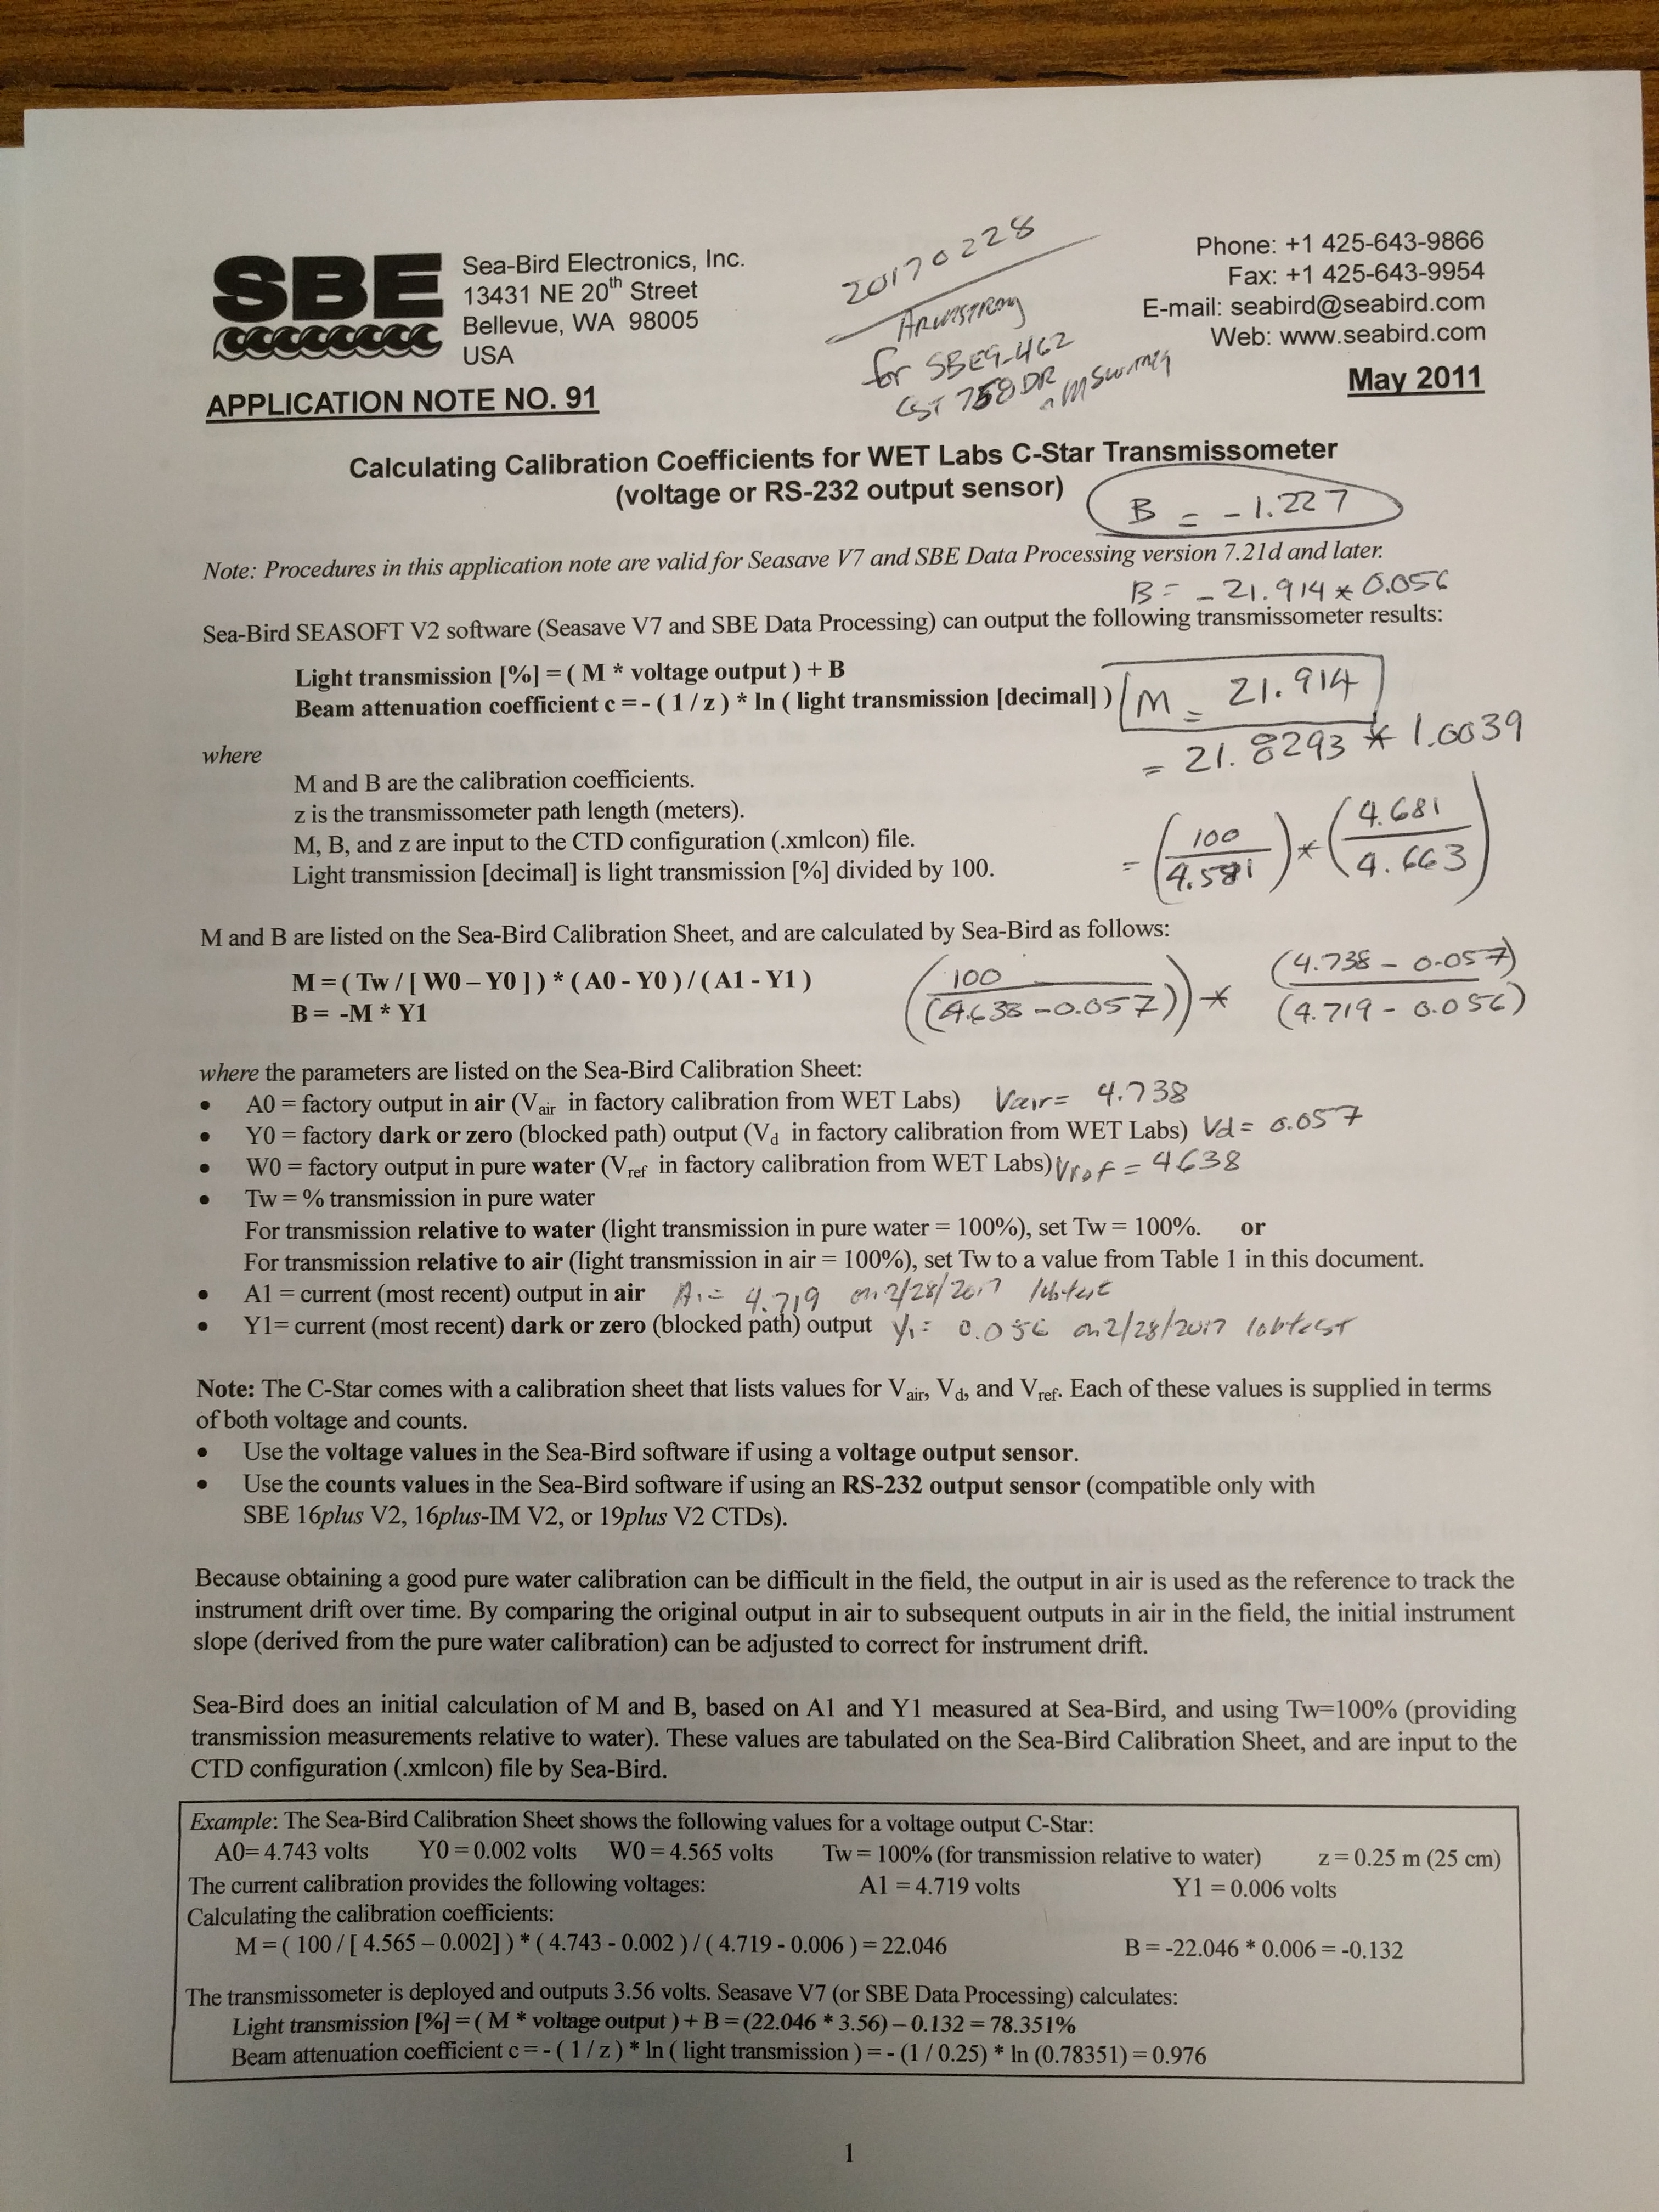 SBE
Sea-Bird Electronics, Inc.
13431 NE 20th Street
Bellevue, WA 98005
USA
20170228
ARMSTRONG
for SBE9-462
CST 758DR
Phone: +1 425-643-9866
Fax: +1 425-643-9954
E-mail: seabird@seabird.com
Web: www.seabird.com
APPLICATION NOTE NO. 91
May 2011
Calculating Calibration Coefficients for WET Labs C-Star Transmissometer
(voltage or RS-232 output sensor)
B = -1.227
Note: Procedures in this application note are valid for Seasave V7 and SBE Data Processing version 7.21d and later.
B = -21.914 * 0.056
Sea-Bird SEASOFT V2 software (Seasave V7 and SBE Data Processing) can output the following transmissometer results:
Light transmission [%] = ( M * voltage output ) + B
Beam attenuation coefficient c = - ( 1 / z ) * ln ( light transmission [decimal] )
M = 21.914
= 21.8293 * 1.0039
where
M and B are the calibration coefficients.
z is the transmissometer path length (meters).
M, B, and z are input to the CTD configuration (.xmlcon) file.
Light transmission [decimal] is light transmission [%] divided by 100.
= (100 / 4.581) * (4.681 / 4.663)
M and B are listed on the Sea-Bird Calibration Sheet, and are calculated by Sea-Bird as follows:
M = ( Tw / [ W0 – Y0 ] ) * ( A0 - Y0 ) / ( A1 - Y1 )
B = -M * Y1
(100 / (4.638 - 0.057)) * (4.738 - 0.057) / (4.719 - 0.056)
where the parameters are listed on the Sea-Bird Calibration Sheet:
• A0 = factory output in air (Vair in factory calibration from WET Labs) Vair = 4.738
• Y0 = factory dark or zero (blocked path) output (Vd in factory calibration from WET Labs) Vd = 0.057
• W0 = factory output in pure water (Vref in factory calibration from WET Labs) Vref = 4.638
• Tw = % transmission in pure water
For transmission relative to water (light transmission in pure water = 100%), set Tw = 100%. or
For transmission relative to air (light transmission in air = 100%), set Tw to a value from Table 1 in this document.
• A1 = current (most recent) output in air A1 = 4.719 on 2/28/2017 labtest
• Y1= current (most recent) dark or zero (blocked path) output y1 = 0.056 on 2/28/2017 labtest
Note: The C-Star comes with a calibration sheet that lists values for Vair, Vd, and Vref. Each of these values is supplied in terms
of both voltage and counts.
• Use the voltage values in the Sea-Bird software if using a voltage output sensor.
• Use the counts values in the Sea-Bird software if using an RS-232 output sensor (compatible only with
SBE 16plus V2, 16plus-IM V2, or 19plus V2 CTDs).
Because obtaining a good pure water calibration can be difficult in the field, the output in air is used as the reference to track the
instrument drift over time. By comparing the original output in air to subsequent outputs in air in the field, the initial instrument
slope (derived from the pure water calibration) can be adjusted to correct for instrument drift.
Sea-Bird does an initial calculation of M and B, based on A1 and Y1 measured at Sea-Bird, and using Tw=100% (providing
transmission measurements relative to water). These values are tabulated on the Sea-Bird Calibration Sheet, and are input to the
CTD configuration (.xmlcon) file by Sea-Bird.
Example: The Sea-Bird Calibration Sheet shows the following values for a voltage output C-Star:
A0= 4.743 volts Y0 = 0.002 volts W0 = 4.565 volts Tw = 100% (for transmission relative to water) z = 0.25 m (25 cm)
The current calibration provides the following voltages: A1 = 4.719 volts Y1 = 0.006 volts
Calculating the calibration coefficients:
M = ( 100 / [ 4.565 – 0.002] ) * ( 4.743 - 0.002 ) / ( 4.719 - 0.006 ) = 22.046 B = -22.046 * 0.006 = -0.132
The transmissometer is deployed and outputs 3.56 volts. Seasave V7 (or SBE Data Processing) calculates:
Light transmission [%] = ( M * voltage output ) + B = (22.046 * 3.56) – 0.132 = 78.351%
Beam attenuation coefficient c = - ( 1 / z ) * ln ( light transmission ) = - (1 / 0.25) * ln (0.78351) = 0.976
1